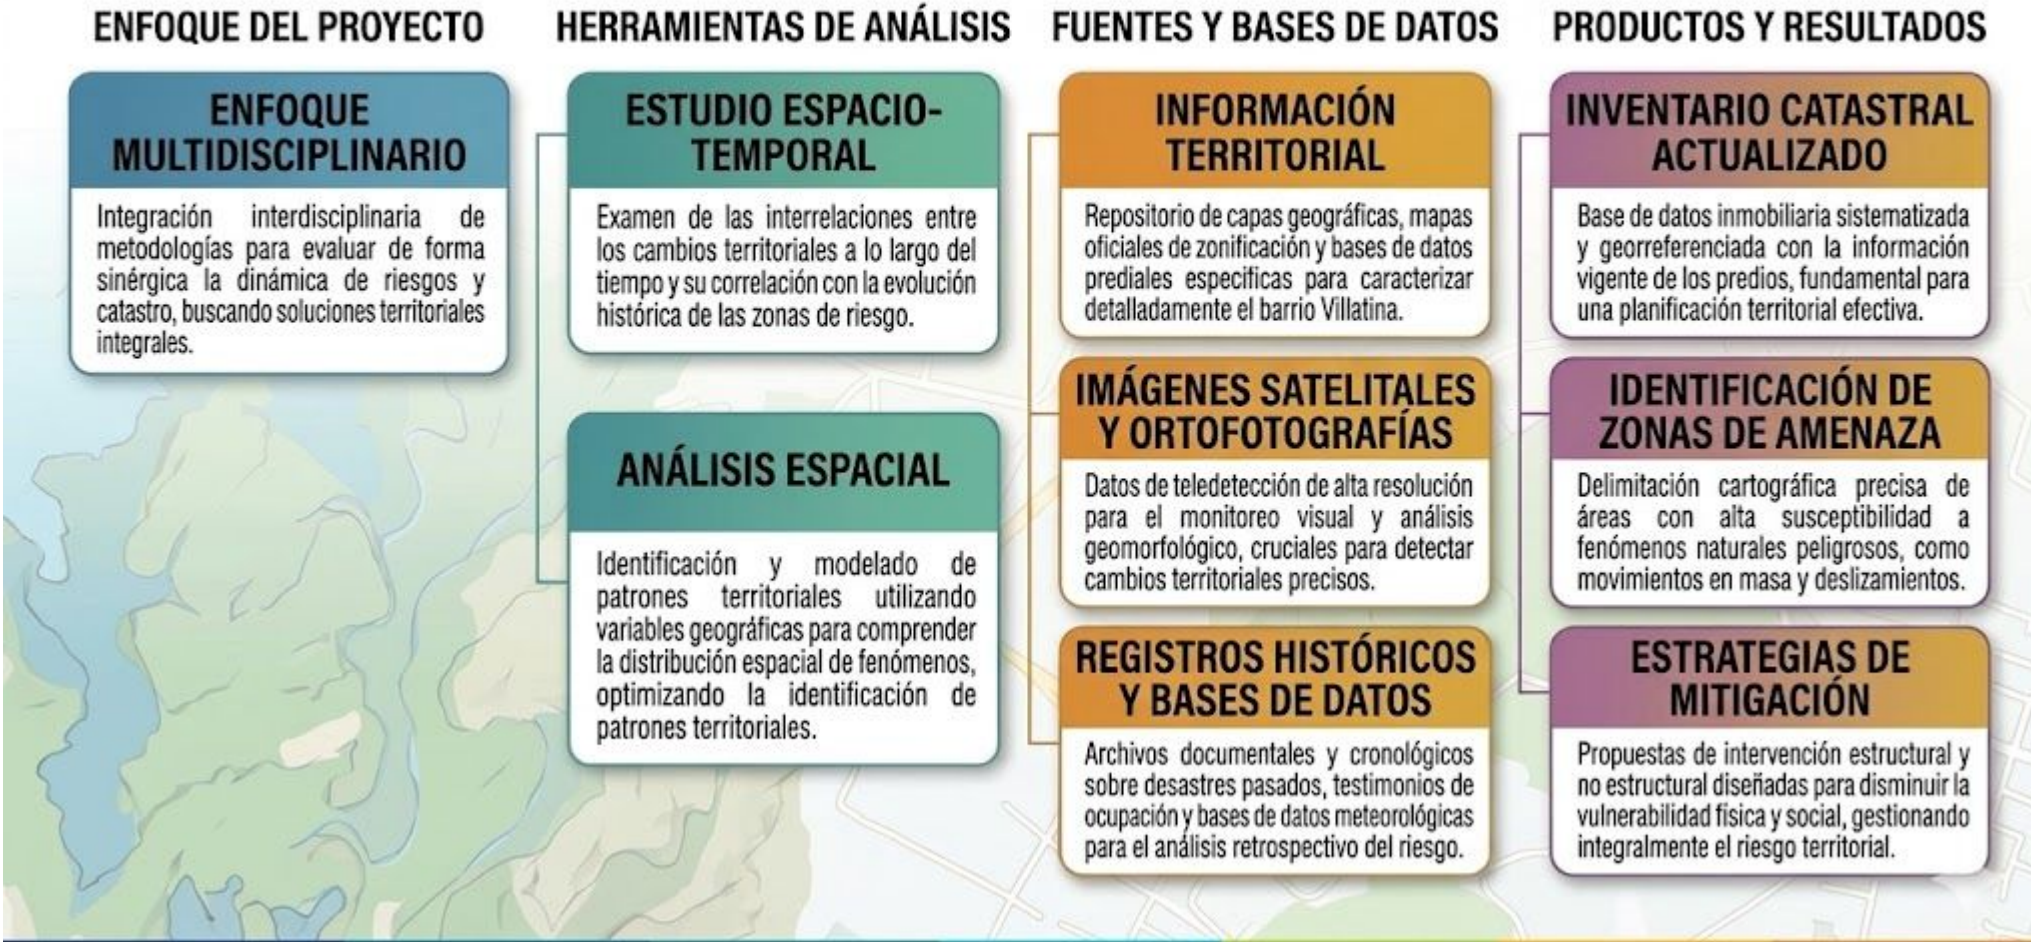 ENFOQUE DEL PROYECTO
ENFOQUE
MULTIDISCIPLINARIO
Integración interdisciplinaria de
metodologías para evaluar de forma
sinérgica la dinámica de riesgos y
catastro, buscando soluciones territoriales
integrales.
HERRAMIENTAS DE ANÁLISIS
ESTUDIO ESPACIO-
TEMPORAL
Examen de las interrelaciones entre
los cambios territoriales a lo largo del
tiempo y su correlación con la evolución
histórica de las zonas de riesgo.
ANÁLISIS ESPACIAL
Identificación y modelado de
patrones territoriales utilizando
variables geográficas para comprender
la distribución espacial de fenómenos,
optimizando la identificación de
patrones territoriales.
FUENTES Y BASES DE DATOS
INFORMACIÓN
TERRITORIAL
Repositorio de capas geográficas, mapas
oficiales de zonificación y bases de datos
prediales específicas para caracterizar
detalladamente el barrio Villatina.
IMÁGENES SATELITALES
Y ORTOFOTOGRAFÍAS
Datos de teledetección de alta resolución
para el monitoreo visual y análisis
geomorfológico, cruciales para detectar
cambios territoriales precisos.
REGISTROS HISTÓRICOS
Y BASES DE DATOS
Archivos documentales y cronológicos
sobre desastres pasados, testimonios de
ocupación y bases de datos meteorológicas
para el análisis retrospectivo del riesgo.
PRODUCTOS Y RESULTADOS
INVENTARIO CATASTRAL
ACTUALIZADO
Base de datos inmobiliaria sistematizada
y georreferenciada con la información
vigente de los predios, fundamental para
una planificación territorial efectiva.
IDENTIFICACIÓN DE
ZONAS DE AMENAZA
Delimitación cartográfica precisa de
áreas con alta susceptibilidad a
fenómenos naturales peligrosos, como
movimientos en masa y deslizamientos.
ESTRATEGIAS DE
MITIGACIÓN
Propuestas de intervención estructural y
no estructural diseñadas para disminuir la
vulnerabilidad física y social, gestionando
integralmente el riesgo territorial.